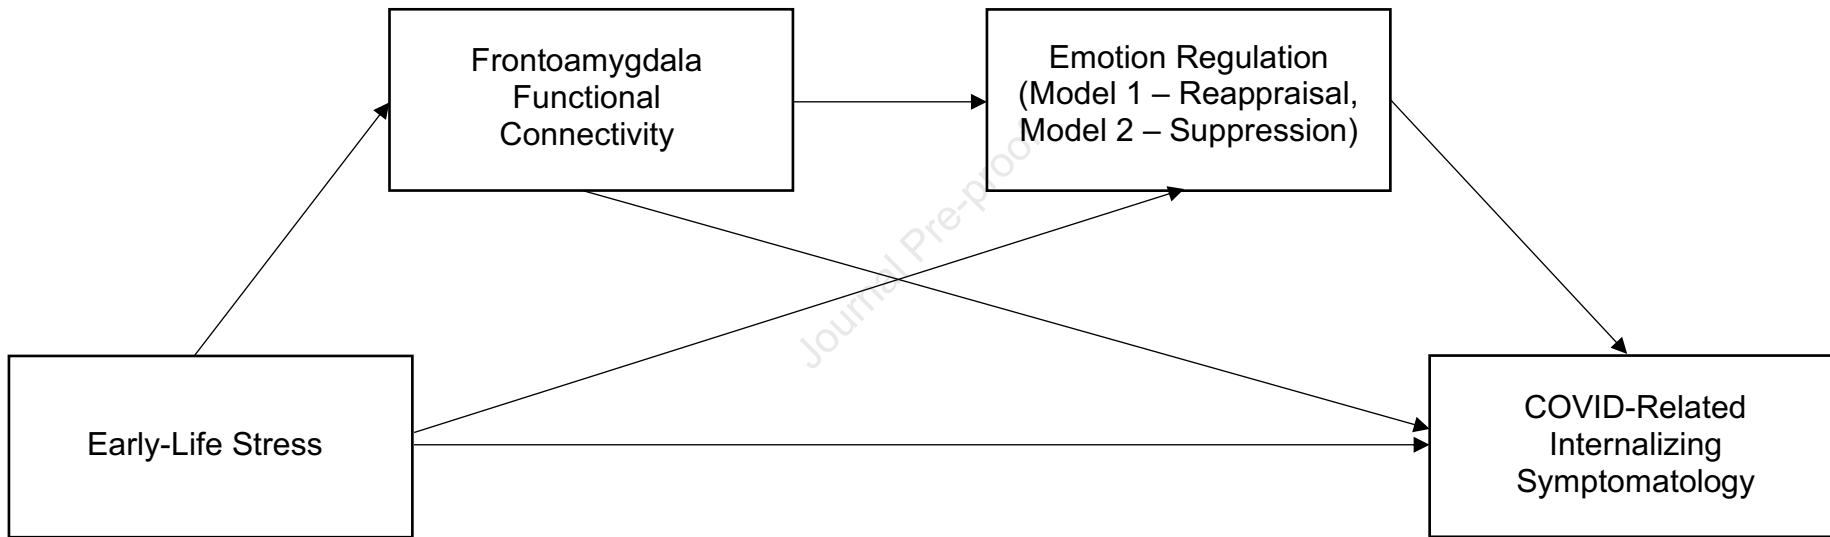 Frontoamygdala
Functional
Connectivity
Emotion Regulation
(Model 1 – Reappraisal,
Model 2 – Suppression)
Journal Pre-proof
Early-Life Stress
COVID-Related
Internalizing
Symptomatology